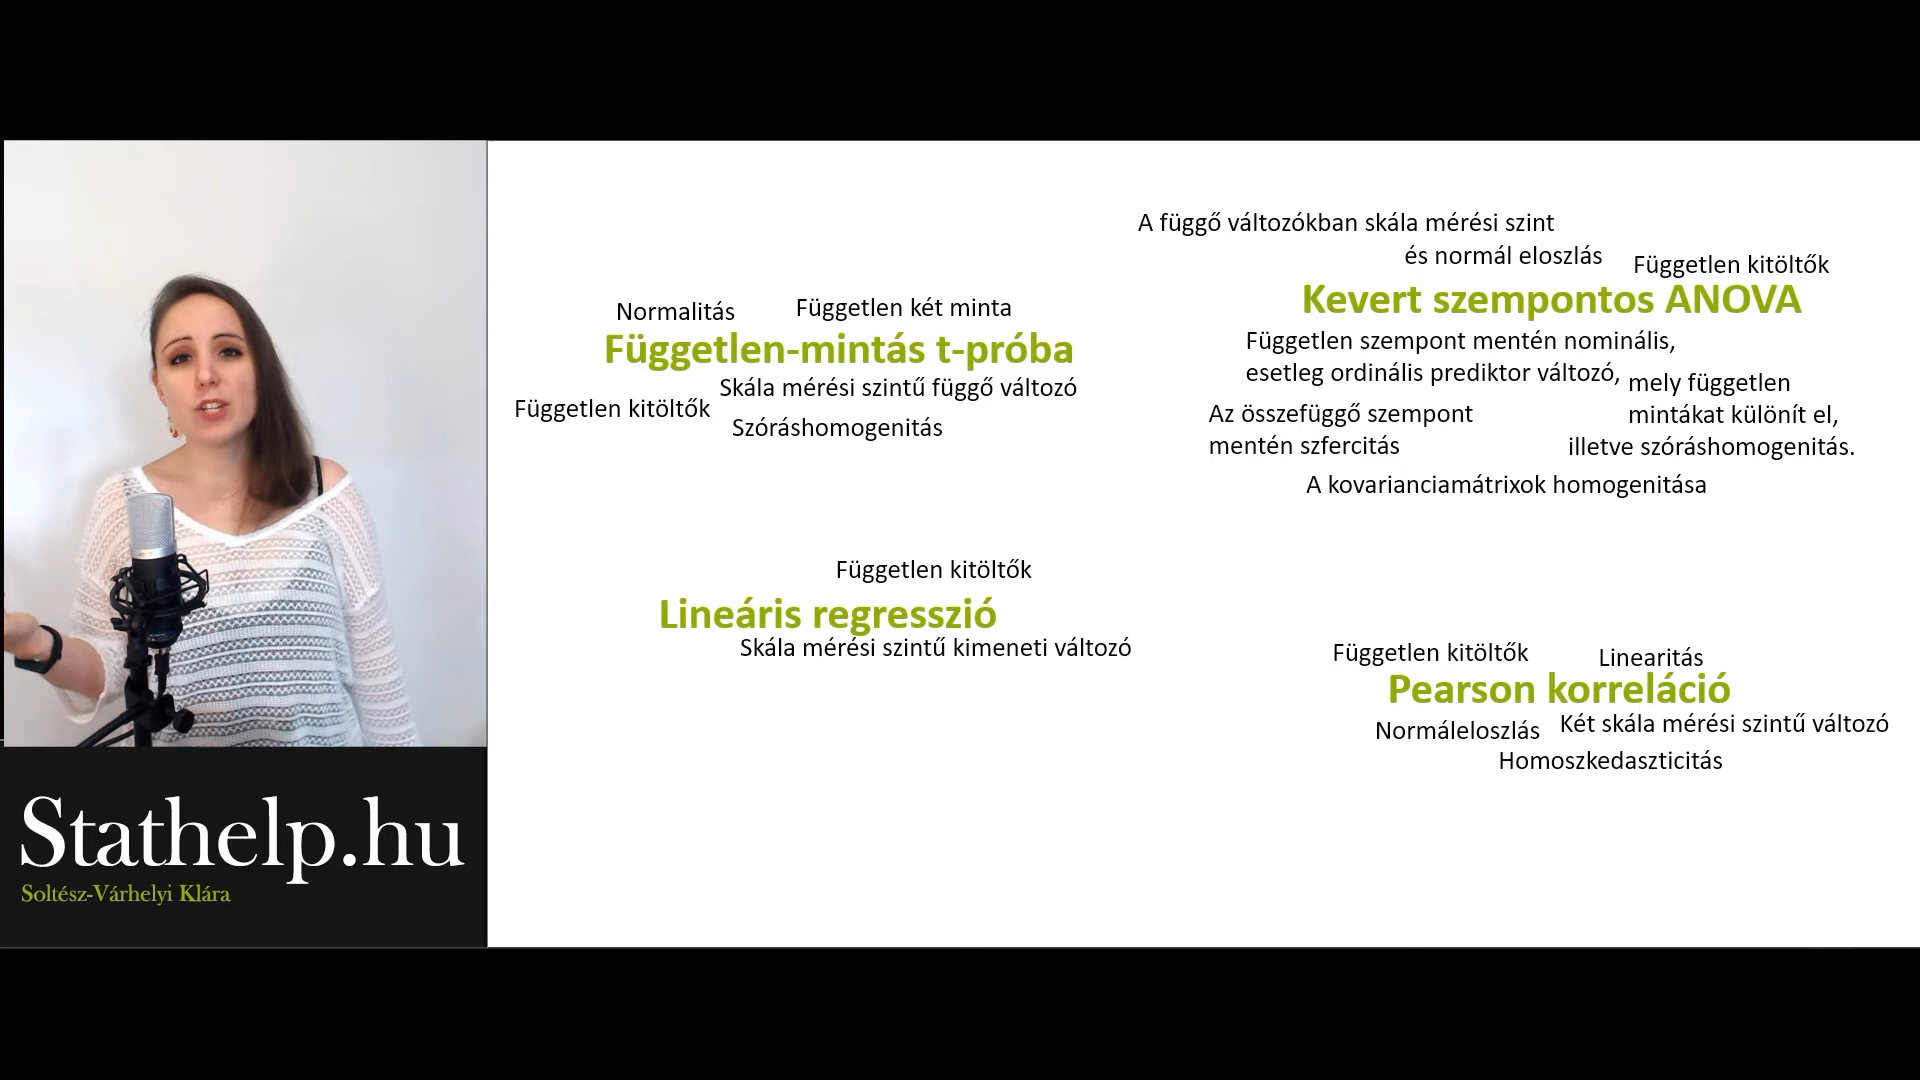 Normalitás
Független két minta
Független-mintás t-próba
Skála mérési szintű függő változó
Független kitöltők
Szóráshomogenitás
A függő változókban skála mérési szint
és normál eloszlás
Független kitöltők
Kevert szempontos ANOVA
Független szempont mentén nominális,
esetleg ordinális prediktor változó,
mely független
mintákat különít el,
illetve szóráshomogenitás.
Az összefüggő szempont
mentén szfercitás
A kovarianciamátrixok homogenitása
Független kitöltők
Lineáris regresszió
Skála mérési szintű kimeneti változó
Független kitöltők
Linearitás
Pearson korreláció
Normáleloszlás
Két skála mérési szintű változó
Homoszkedaszticitás
Stathelp.hu
Soltész-Várhelyi Klára